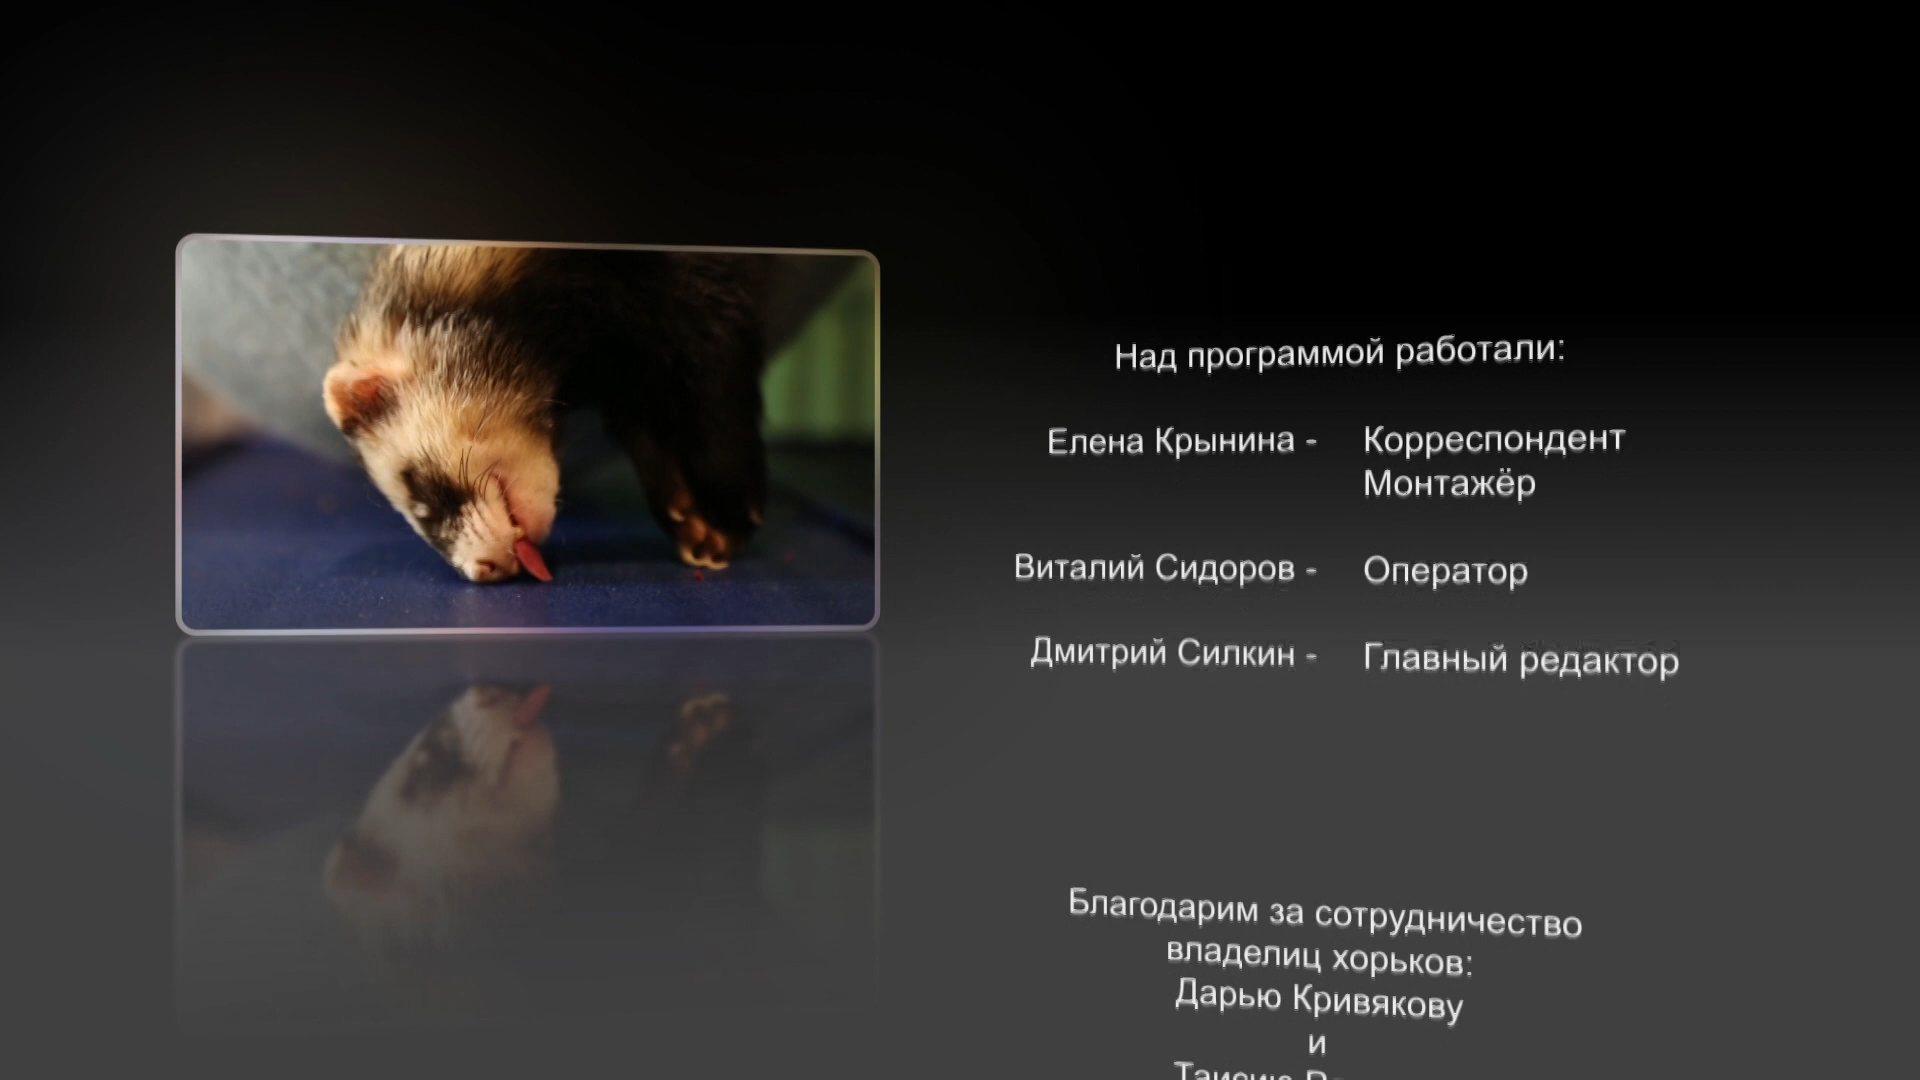 Над программой работали:
Елена Крынина - Корреспондент
Монтажёр
Виталий Сидоров - Оператор
Дмитрий Силкин - Главный редактор
Благодарим за сотрудничество
владелиц хорьков:
Дарью Кривякову
и